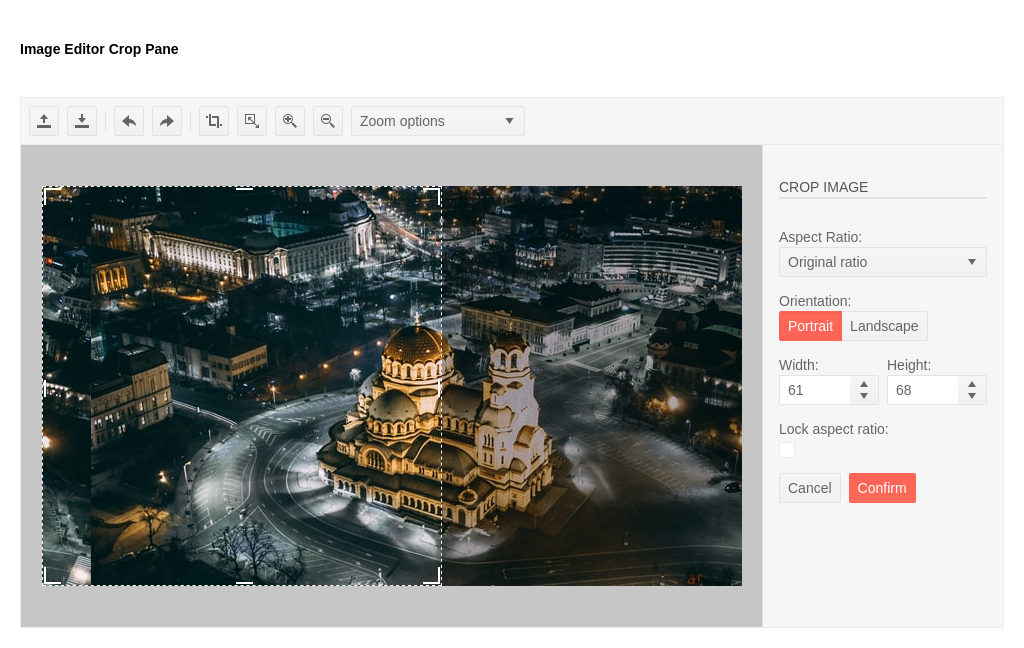 Image Editor Crop Pane
Zoom options
CROP IMAGE
Aspect Ratio:
Original ratio
Orientation:
Portrait Landscape
Width: Height:
61 68
Lock aspect ratio:
Cancel Confirm